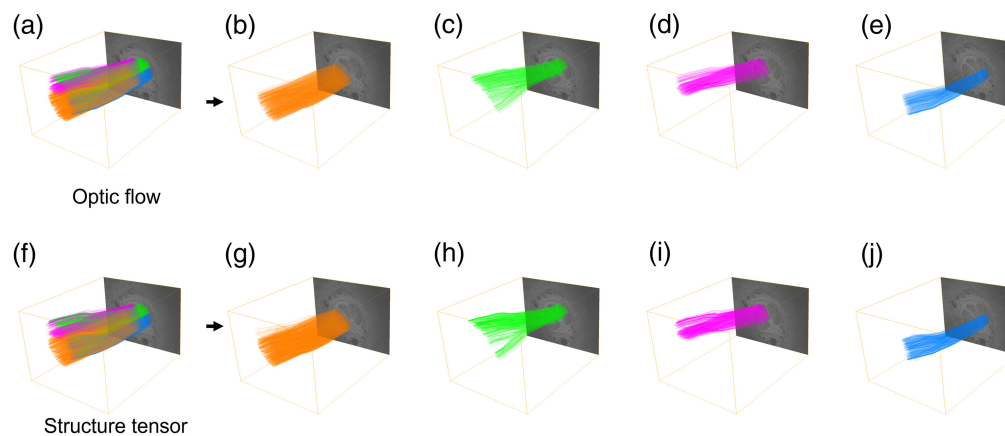 (a) (b) (c) (d) (e)
Optic flow
(f) (g) (h) (i) (j)
Structure tensor